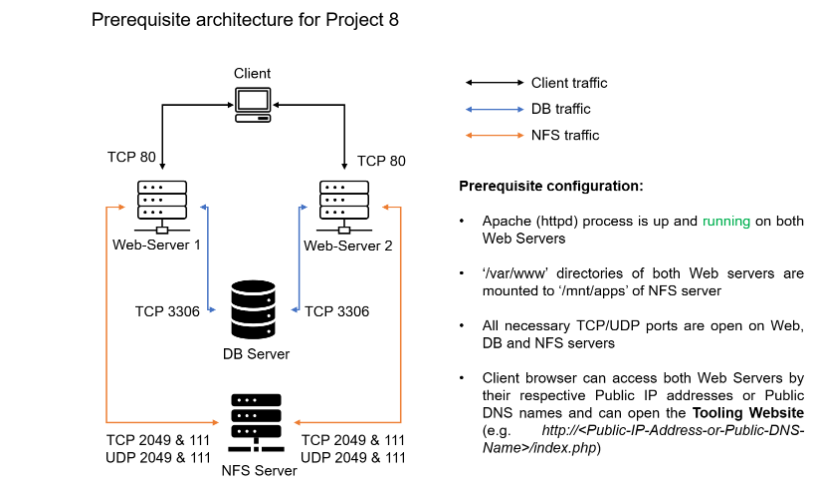 Prerequisite architecture for Project 8
Client
TCP 80
TCP 80
Web-Server 1
Web-Server 2
TCP 3306
TCP 3306
DB Server
TCP 2049 & 111
UDP 2049 & 111
TCP 2049 & 111
UDP 2049 & 111
NFS Server
Client traffic
DB traffic
NFS traffic
Prerequisite configuration:
• Apache (httpd) process is up and running on both
Web Servers
• ‘/var/www’ directories of both Web servers are
mounted to ‘/mnt/apps’ of NFS server
• All necessary TCP/UDP ports are open on Web,
DB and NFS servers
• Client browser can access both Web Servers by
their respective Public IP addresses or Public
DNS names and can open the Tooling Website
(e.g. http://<Public-IP-Address-or-Public-DNS-
Name>/index.php)